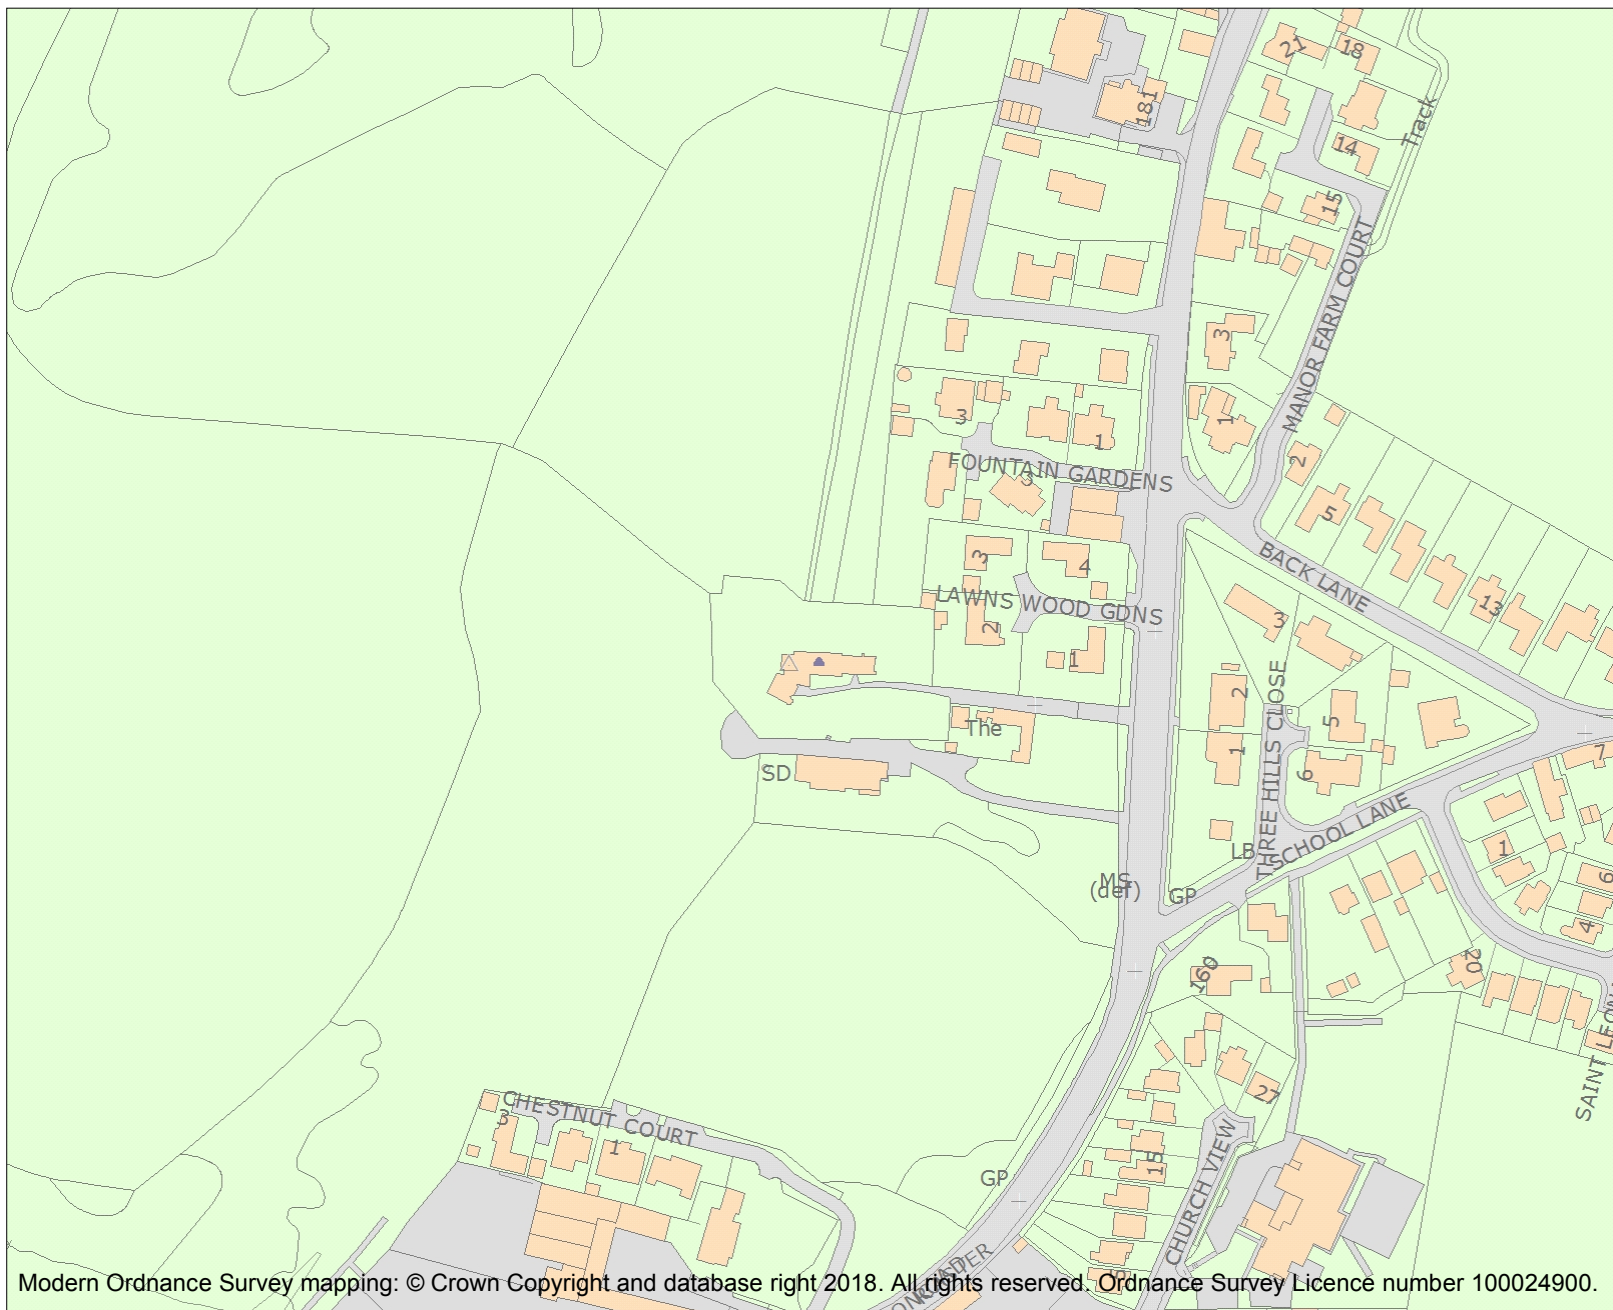 21
18
181
Track
14
15
MANOR FARM COURT
3
3
1
1
FOUNTAIN GARDENS
2
3
5
BACK LANE
3
4
13
LAWNS WOOD GDNS
2
3
1
THREE HILLS CLOSE
2
The
5
1
7
SD
6
SCHOOL LANE
LB
1
MS
(def)
GP
6
4
160
20
27
CHESTNUT COURT
3
1
15
GP
CHURCH VIEW
Modern Ordnance Survey mapping: © Crown Copyright and database right 2018. All rights reserved. Ordnance Survey Licence number 100024900.